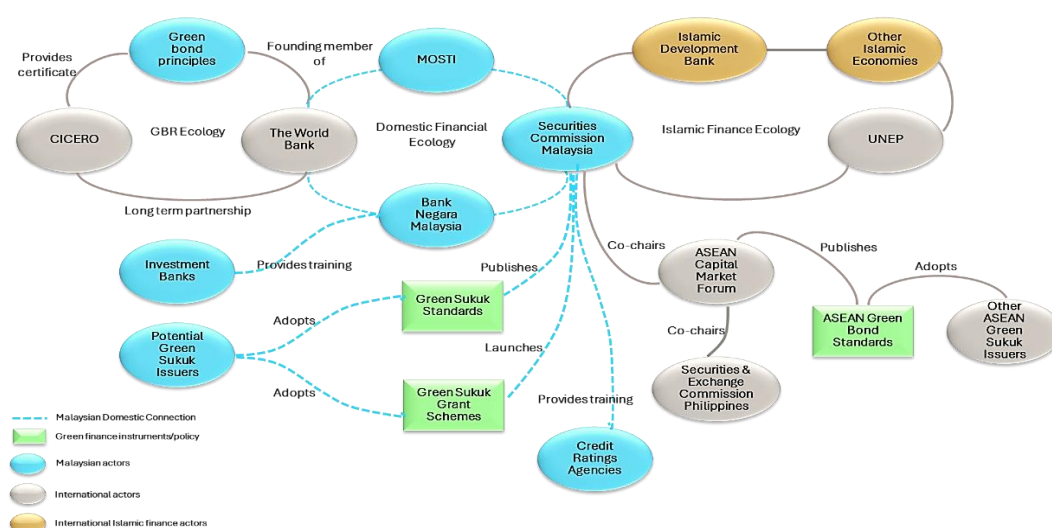 Green
bond
principles
Provides
certificate
Founding member
of
MOSTI
Islamic
Development
Bank
Other
Islamic
Economies
CICERO
GBR Ecology
The World
Bank
Domestic Financial
Ecology
Securities
Commission
Malaysia
Islamic Finance Ecology
UNEP
Long term partnership
Bank
Negara
Malaysia
Investment
Banks
Provides training
Publishes
Co-chairs
ASEAN
Capital
Market
Forum
Publishes
Adopts
Green Sukuk
Standards
Adopts
Potential
Green
Sukuk
Issuers
Launches
ASEAN Green
Bond
Standards
Other
ASEAN
Green
Sukuk
Issuers
Co-chairs
Adopts
Green Sukuk
Grant
Schemes
Securities &
Exchange
Commission
Philippines
Provides training
Credit
Ratings
Agencies
Malaysian Domestic Connection
Green finance instruments/policy
Malaysian actors
International actors
International Islamic finance actors